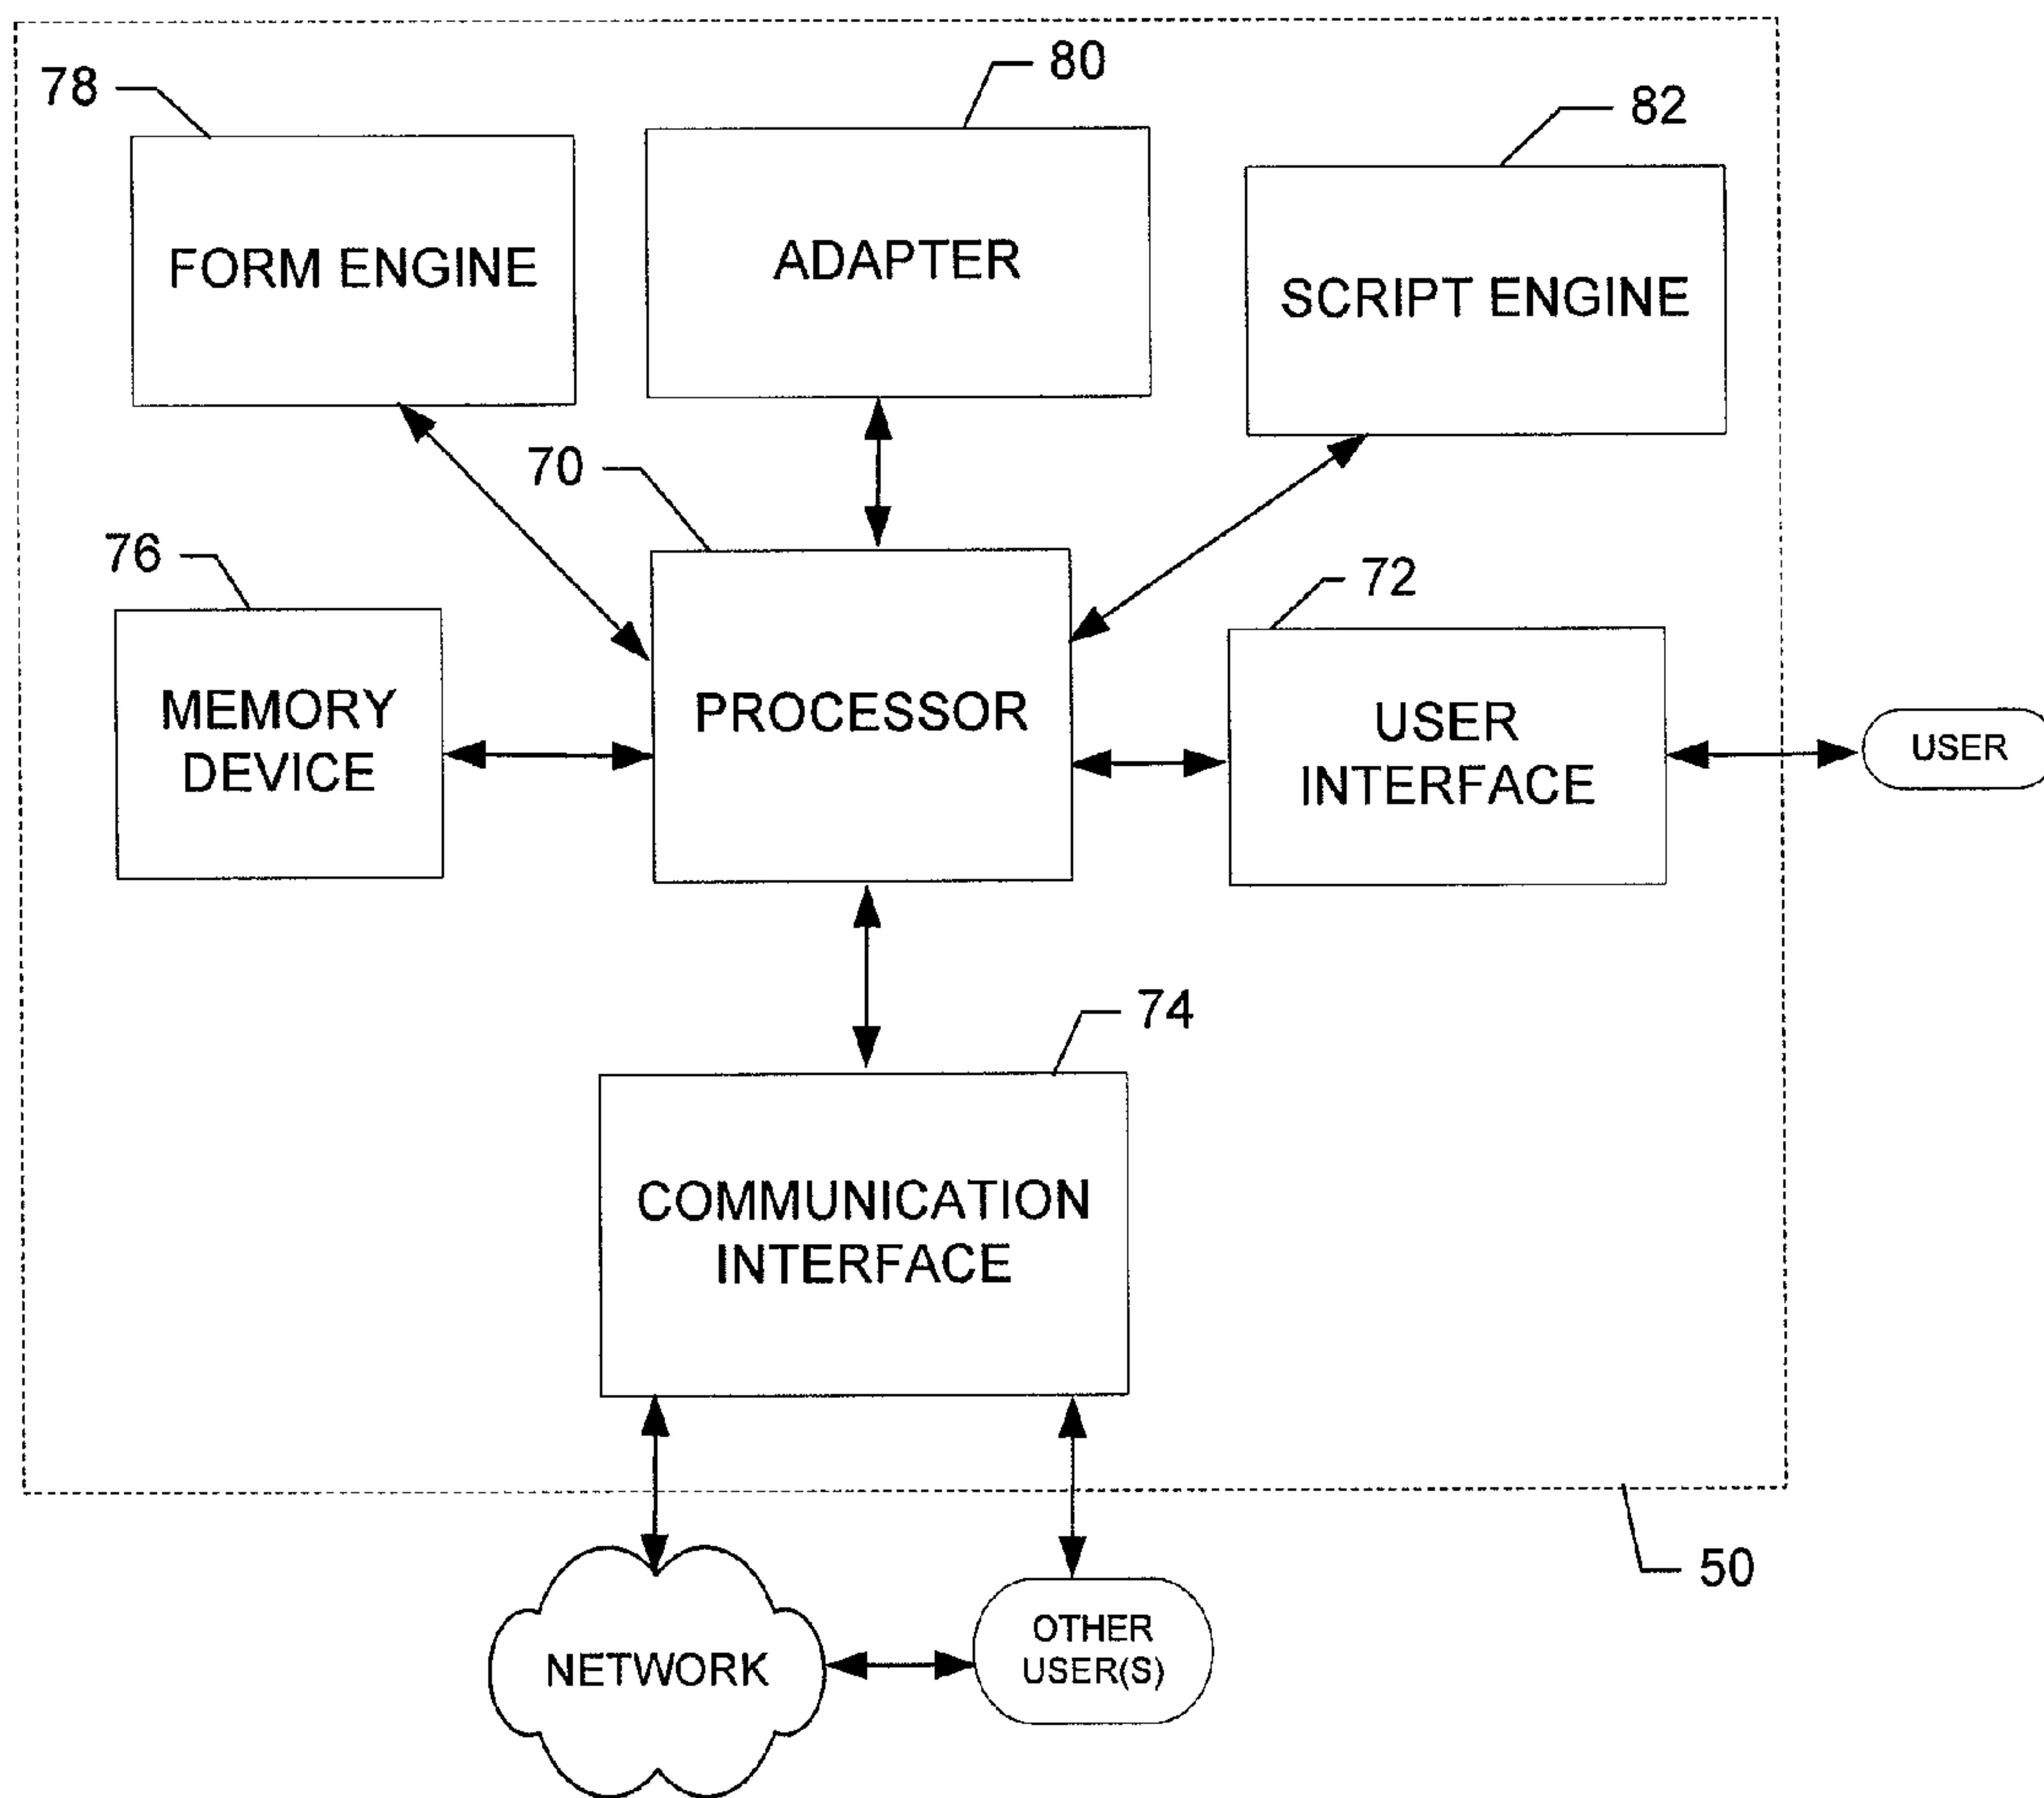 80
78
82
FORM ENGINE
ADAPTER
SCRIPT ENGINE
70
76
72
MEMORY
DEVICE
PROCESSOR
USER
INTERFACE
USER
74
COMMUNICATION
INTERFACE
50
NETWORK
OTHER
USER(S)